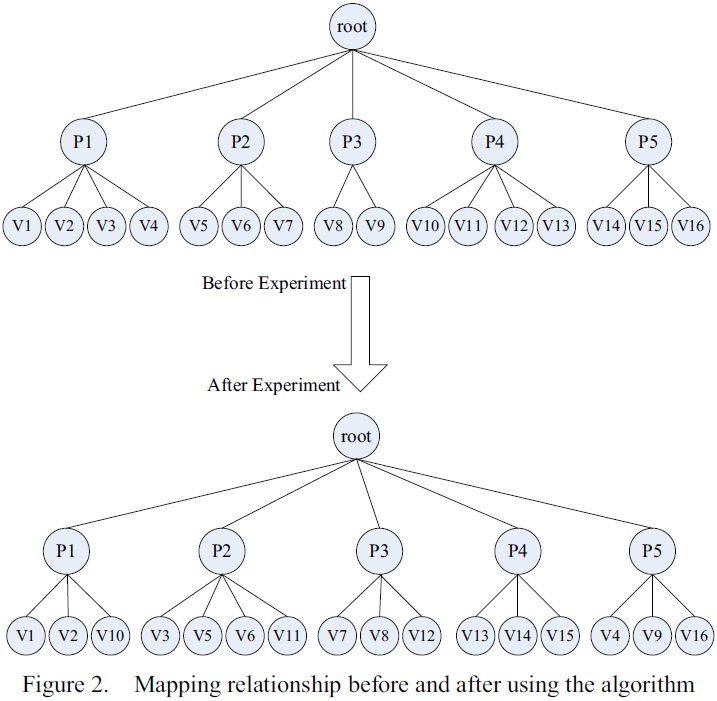 root
P1 P2 P3 P4 P5
V1 V2 V3 V4 V5 V6 V7 V8 V9 V10 V11 V12 V13 V14 V15 V16
Before Experiment
After Experiment
root
P1 P2 P3 P4 P5
V1 V2 V10 V3 V5 V6 V11 V7 V8 V12 V13 V14 V15 V4 V9 V16
Figure 2. Mapping relationship before and after using the algorithm